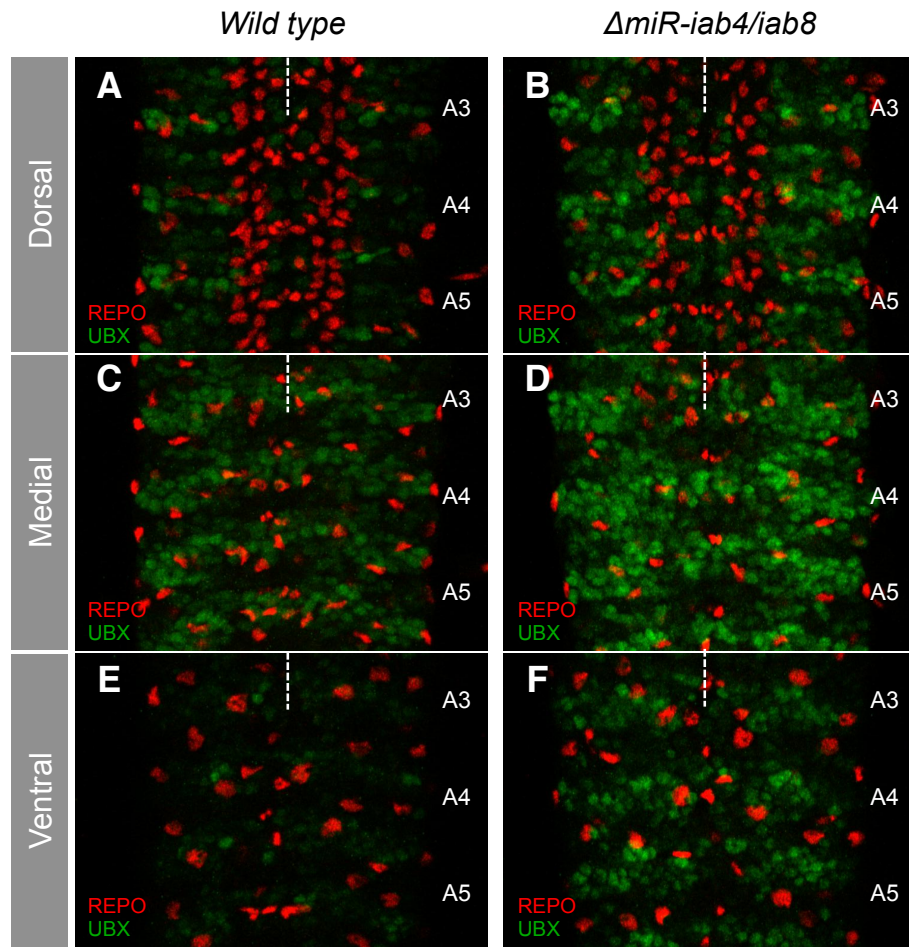 Wild type
ΔmiR-iab4/iab8
Dorsal
A
A3
A4
A5
REPO
UBX
B
A3
A4
A5
REPO
UBX
Medial
C
A3
A4
A5
REPO
UBX
D
A3
A4
A5
REPO
UBX
Ventral
E
A3
A4
A5
REPO
UBX
F
A3
A4
A5
REPO
UBX